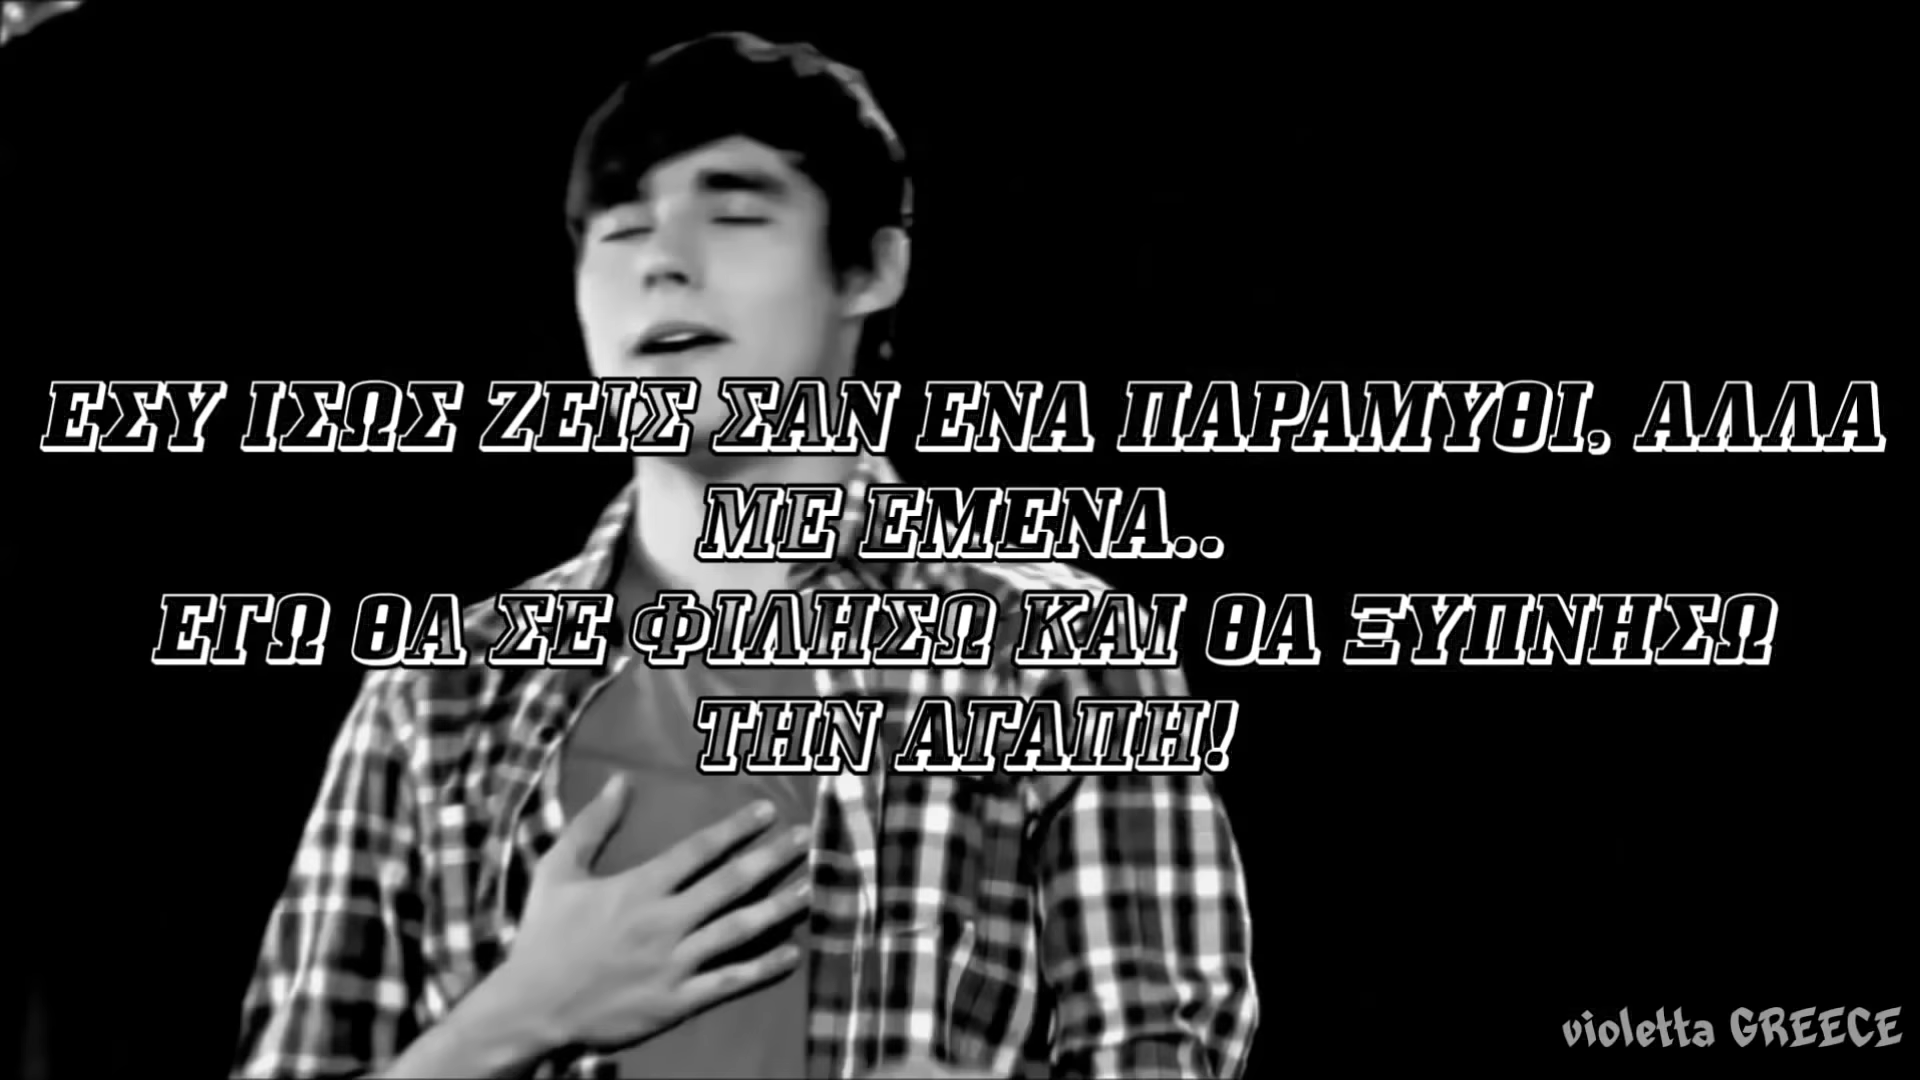 ΕΣΥ ΙΣΩΣ ΖΕΙΣ ΣΑΝ ΕΝΑ ΠΑΡΑΜΥΘΙ, ΑΛΛΑ
ΜΕ ΕΜΕΝΑ..
ΕΓΩ ΘΑ ΣΕ ΦΙΛΗΣΩ ΚΑΙ ΘΑ ΞΥΠΝΗΣΩ
ΤΗΝ ΑΓΑΠΗ!
violetta GREECE